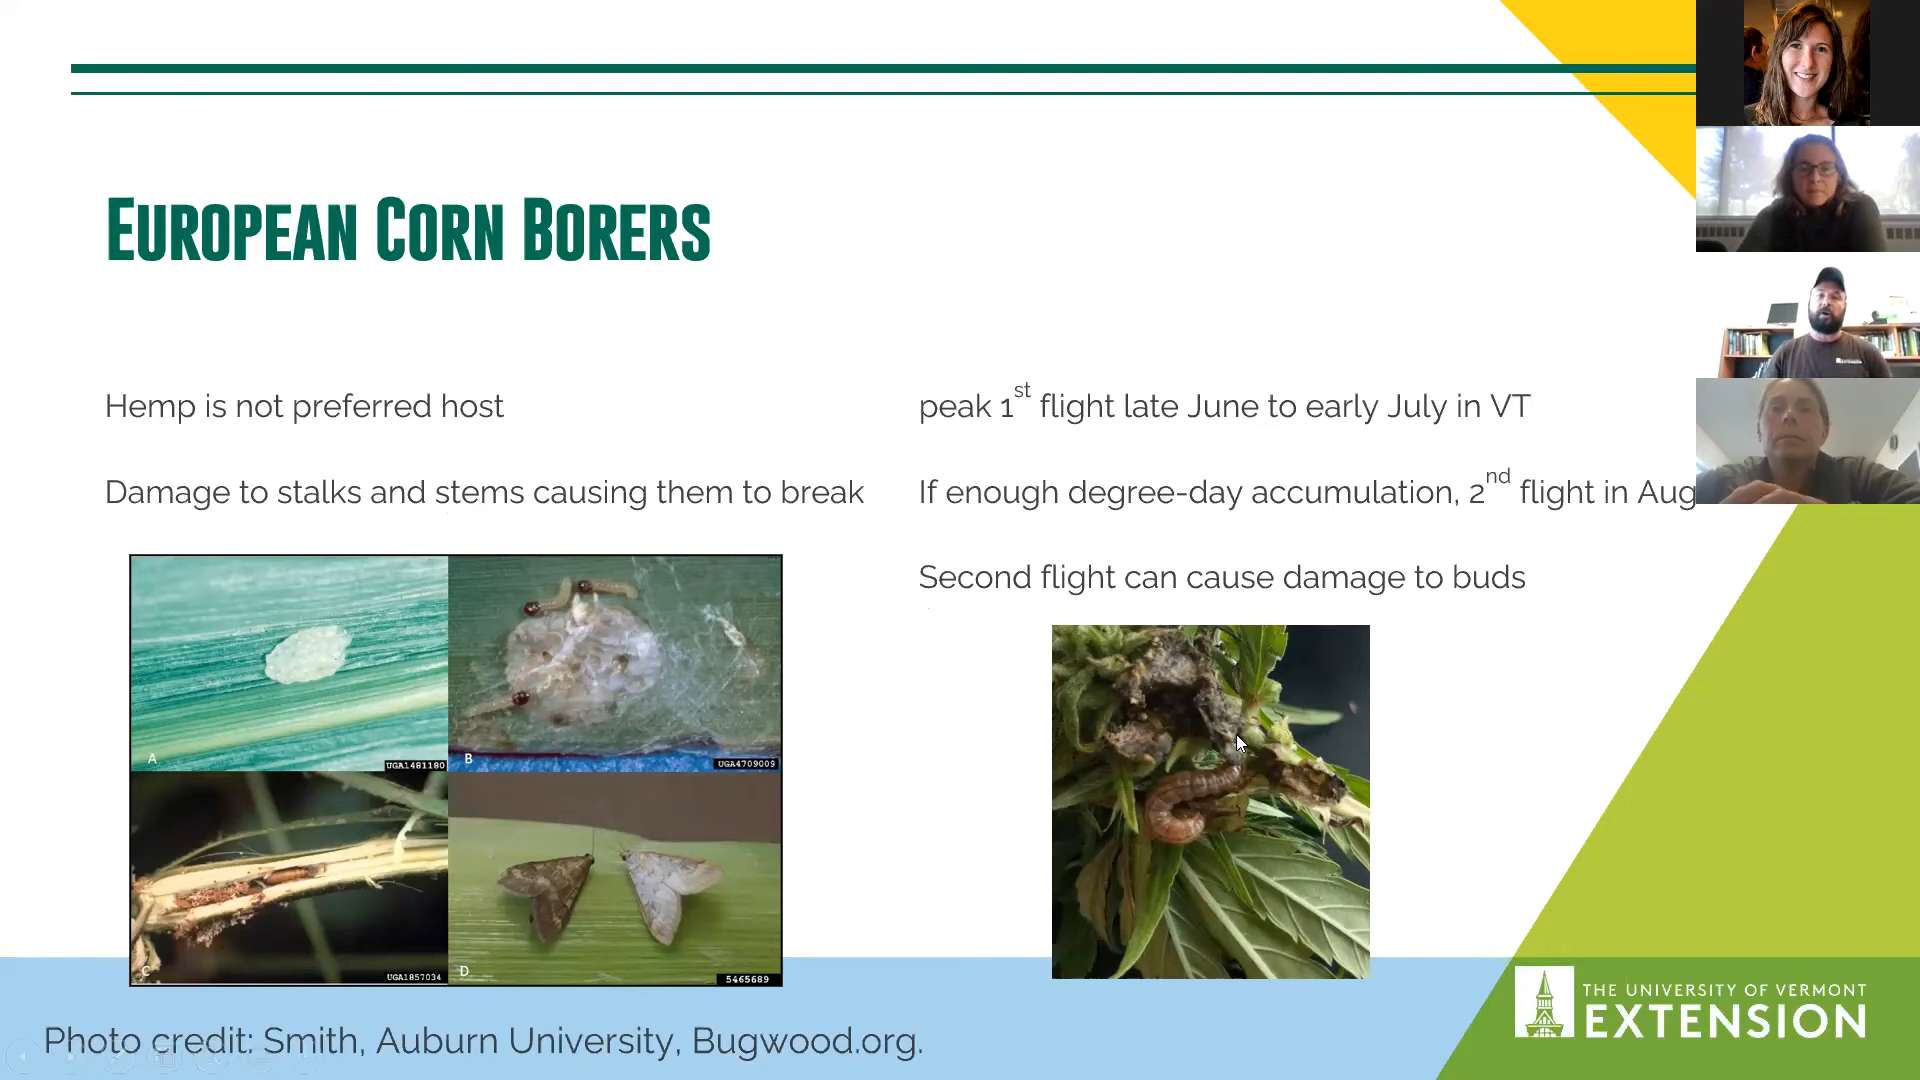 European Corn Borers
Hemp is not preferred host
Damage to stalks and stems causing them to break
peak 1st flight late June to early July in VT
If enough degree-day accumulation, 2nd flight in Aug
Second flight can cause damage to buds
A
UGA1481180
B
UGA4709009
C
UGA1857034
D
5465689
Photo credit: Smith, Auburn University, Bugwood.org.
THE UNIVERSITY OF VERMONT
EXTENSION